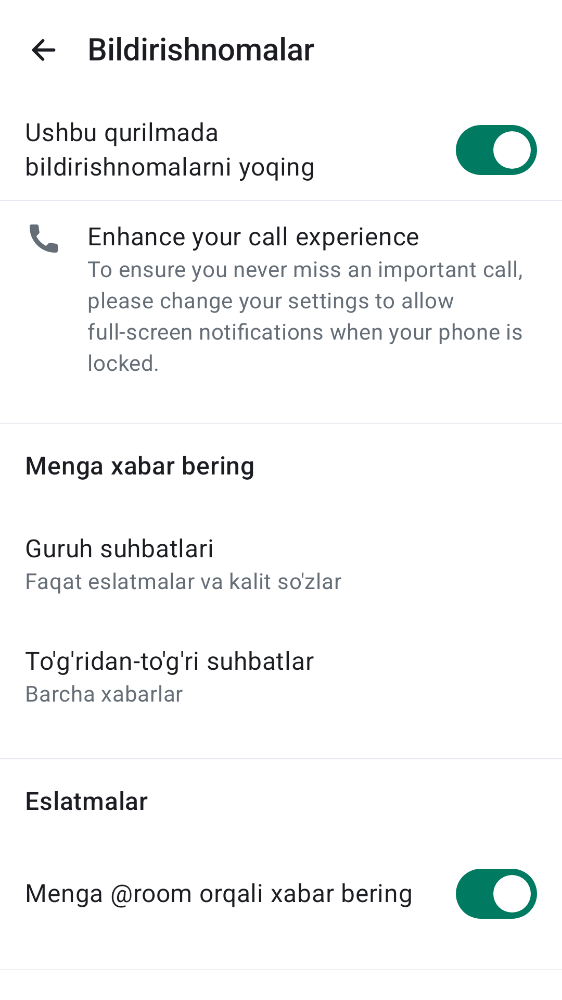 Bildirishnomalar
Ushbu qurilmada
bildirishnomalarni yoqing
Enhance your call experience
To ensure you never miss an important call,
please change your settings to allow
full-screen notifications when your phone is
locked.
Menga xabar bering
Guruh suhbatlari
Faqat eslatmalar va kalit so'zlar
To'g'ridan-to'g'ri suhbatlar
Barcha xabarlar
Eslatmalar
Menga @room orqali xabar bering